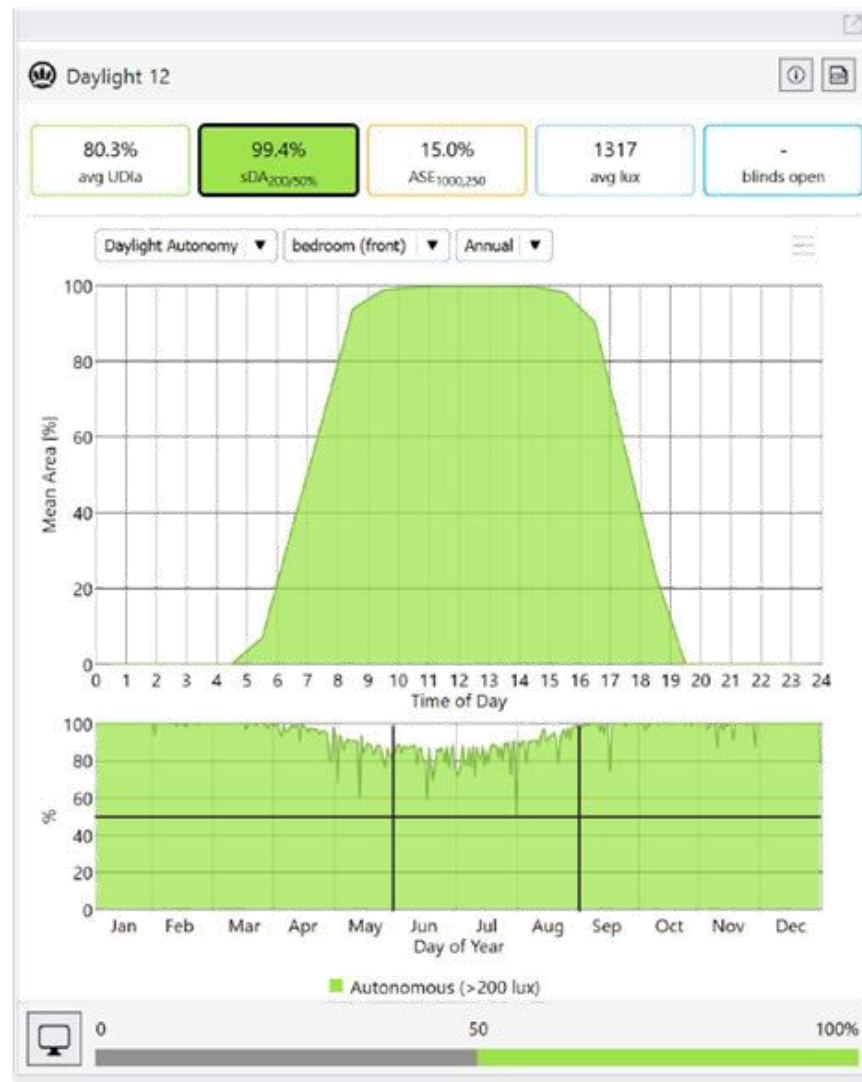 Daylight 12
80.3% 99.4% 15.0% 1317 -
avg UDIa sDA200/50% ASE1000,250 avg lux blinds open
Daylight Autonomy ▼ bedroom (front) ▼ Annual ▼
100
80
60
40
20
0
Mean Area [%]
0 1 2 3 4 5 6 7 8 9 10 11 12 13 14 15 16 17 18 19 20 21 22 23 24
Time of Day
100
80
60
40
20
0
%
Jan Feb Mar Apr May Jun Jul Aug Sep Oct Nov Dec
Day of Year
Autonomous (>200 lux)
0 50 100%